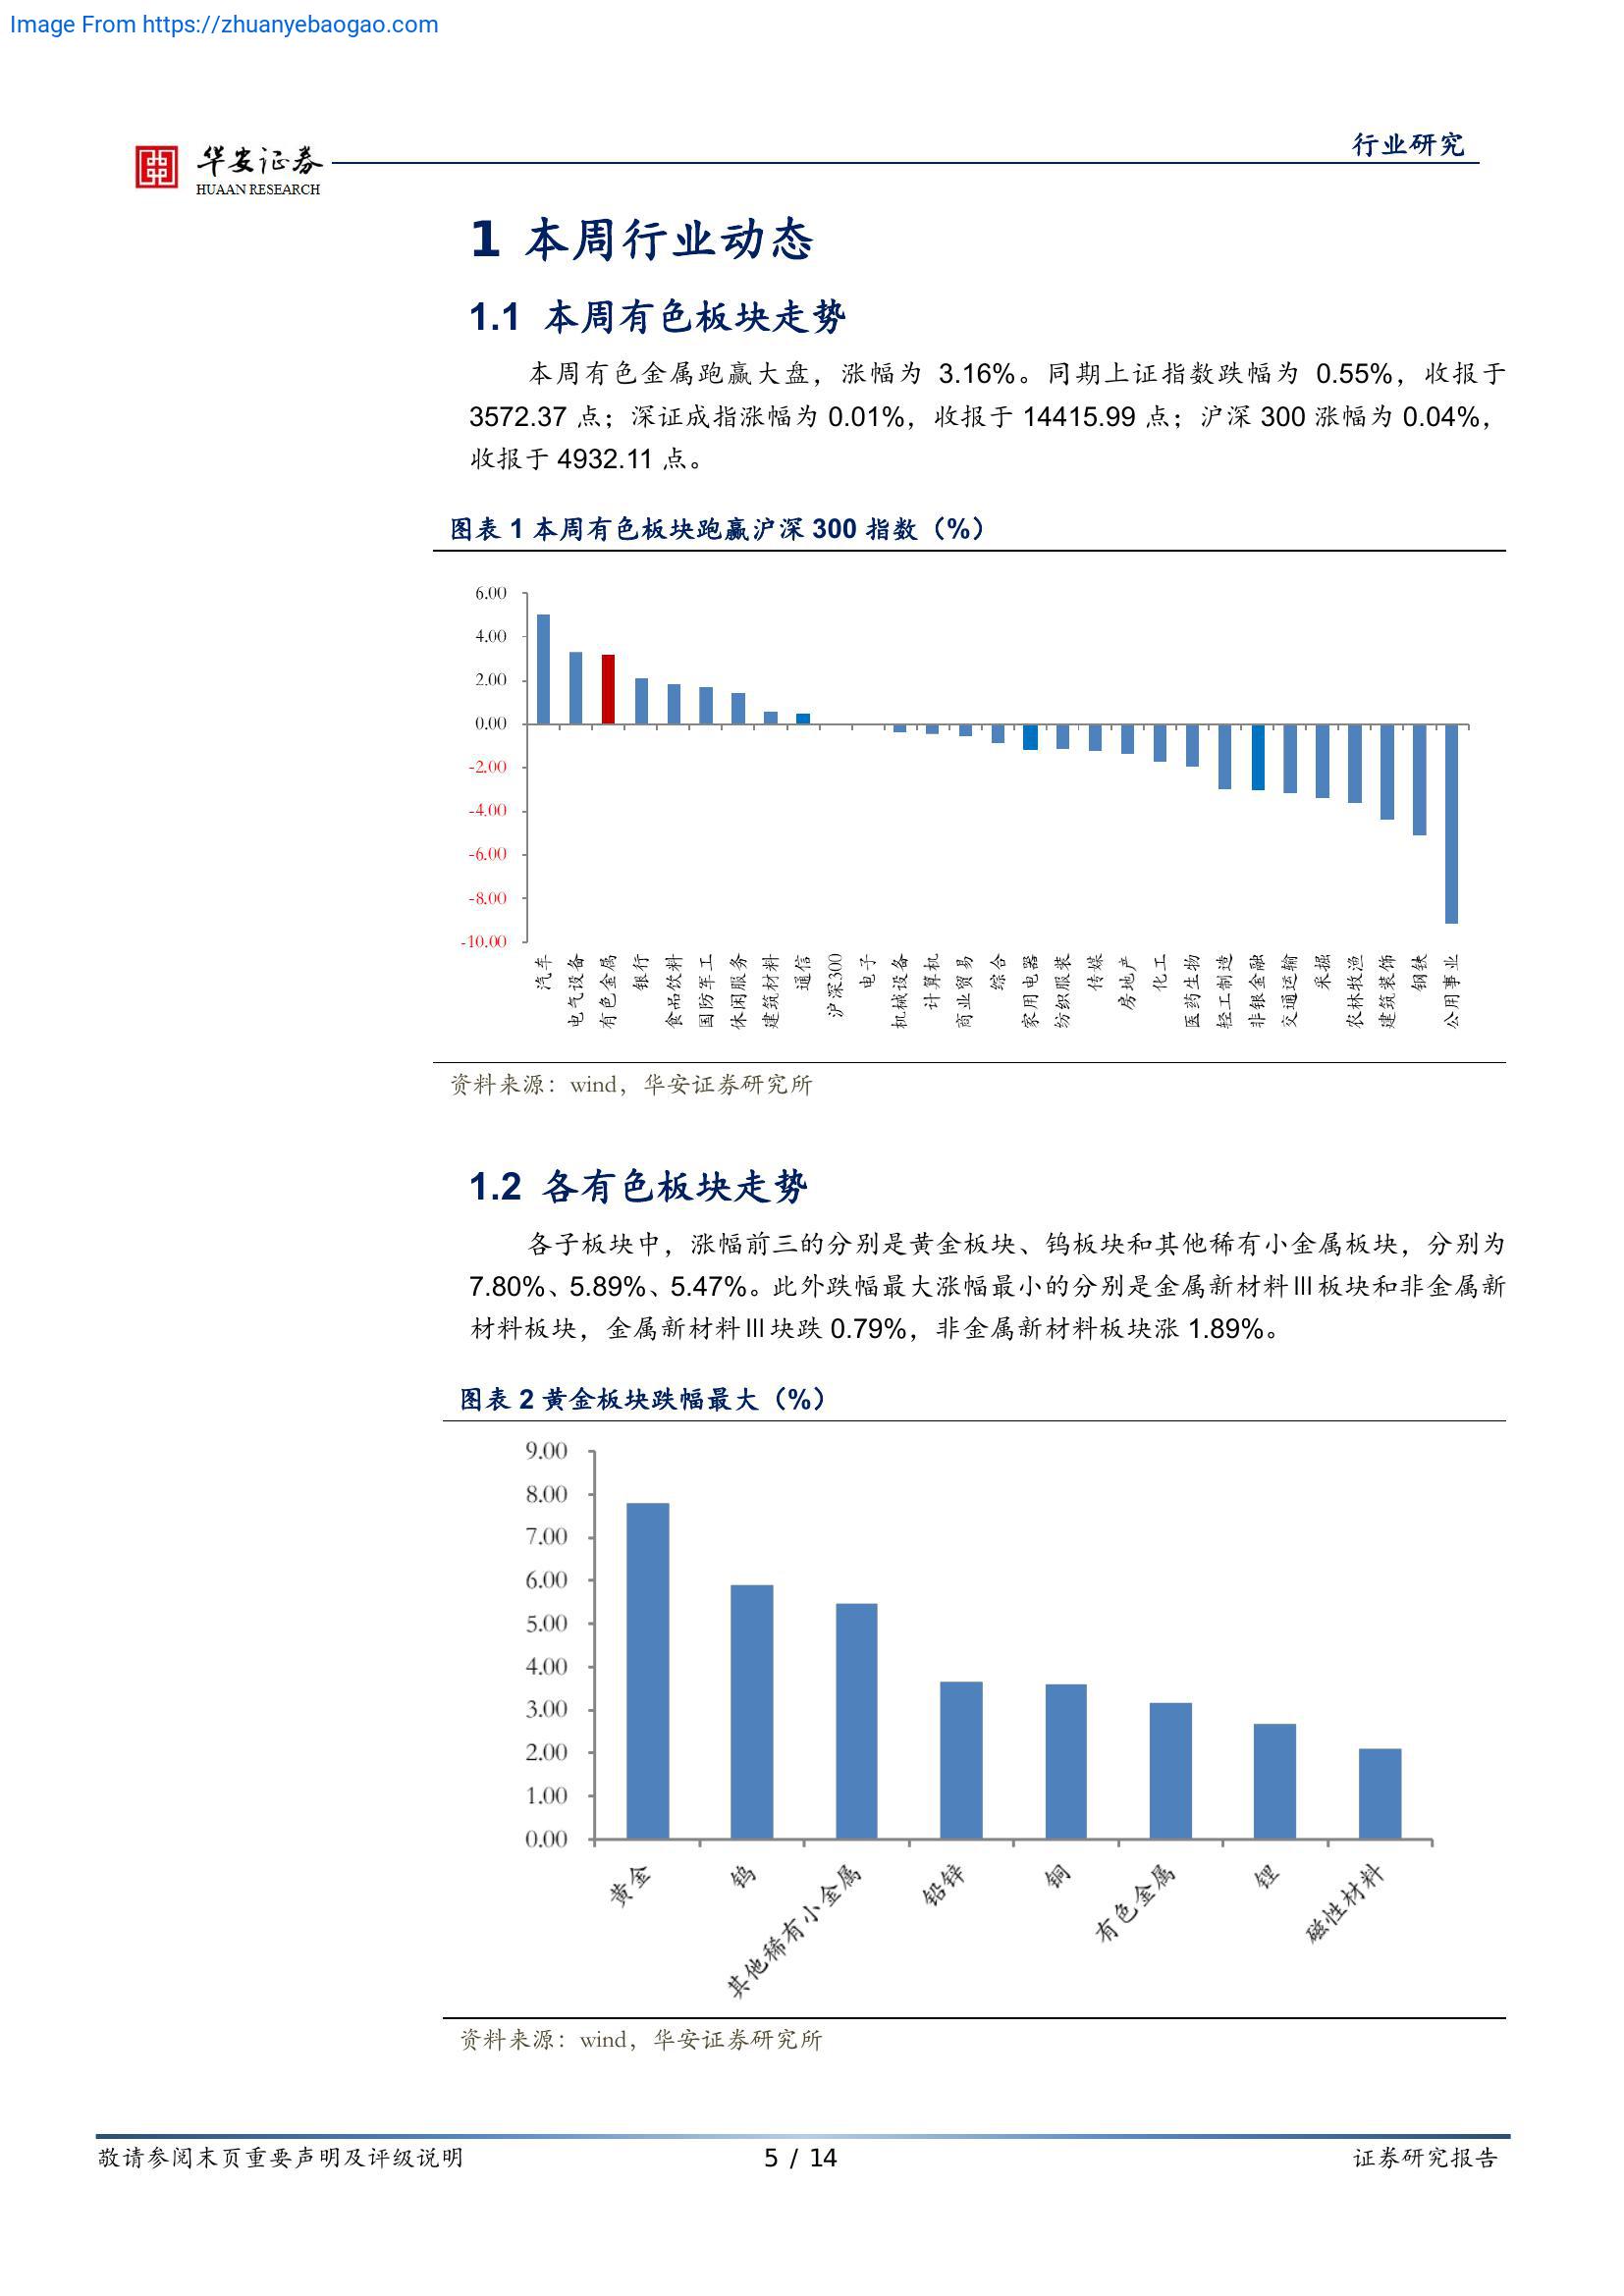 Image From https://zhuanyebaogao.com
华安证券
HUAAN RESEARCH
行业研究
1 本周行业动态
1.1 本周有色板块走势
本周有色金属跑赢大盘，涨幅为 3.16%。同期上证指数跌幅为 0.55%，收报于
3572.37 点；深证成指涨幅为 0.01%，收报于 14415.99 点；沪深 300 涨幅为 0.04%，
收报于 4932.11 点。
图表 1 本周有色板块跑赢沪深 300 指数（%）
6.00
4.00
2.00
0.00
-2.00
-4.00
-6.00
-8.00
-10.00
汽车
电气设备
有色金属
银行
食品饮料
国防军工
休闲服务
建筑材料
通信
沪深300
电子
机械设备
计算机
商业贸易
综合
家用电器
纺织服装
传媒
房地产
化工
医药生物
轻工制造
非银金融
交通运输
采掘
农林牧渔
建筑装饰
钢铁
公用事业
资料来源：wind，华安证券研究所
1.2 各有色板块走势
各子板块中，涨幅前三的分别是黄金板块、钨板块和其他稀有小金属板块，分别为
7.80%、5.89%、5.47%。此外跌幅最大涨幅最小的分别是金属新材料Ⅲ板块和非金属新
材料板块，金属新材料Ⅲ块跌 0.79%，非金属新材料板块涨 1.89%。
图表 2 黄金板块跌幅最大（%）
9.00
8.00
7.00
6.00
5.00
4.00
3.00
2.00
1.00
0.00
黄金
钨
其他稀有小金属
铅锌
铜
有色金属
锂
磁性材料
资料来源：wind，华安证券研究所
敬请参阅末页重要声明及评级说明
5 / 14
证券研究报告